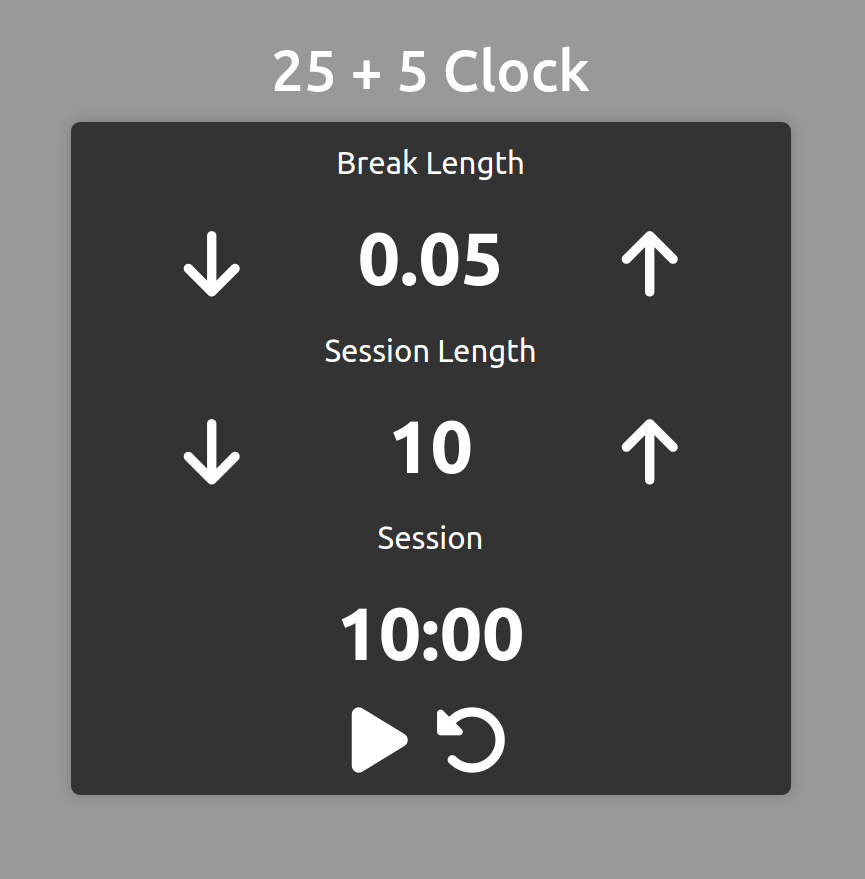 25 + 5 Clock
Break Length
0.05
Session Length
10
Session
10:00